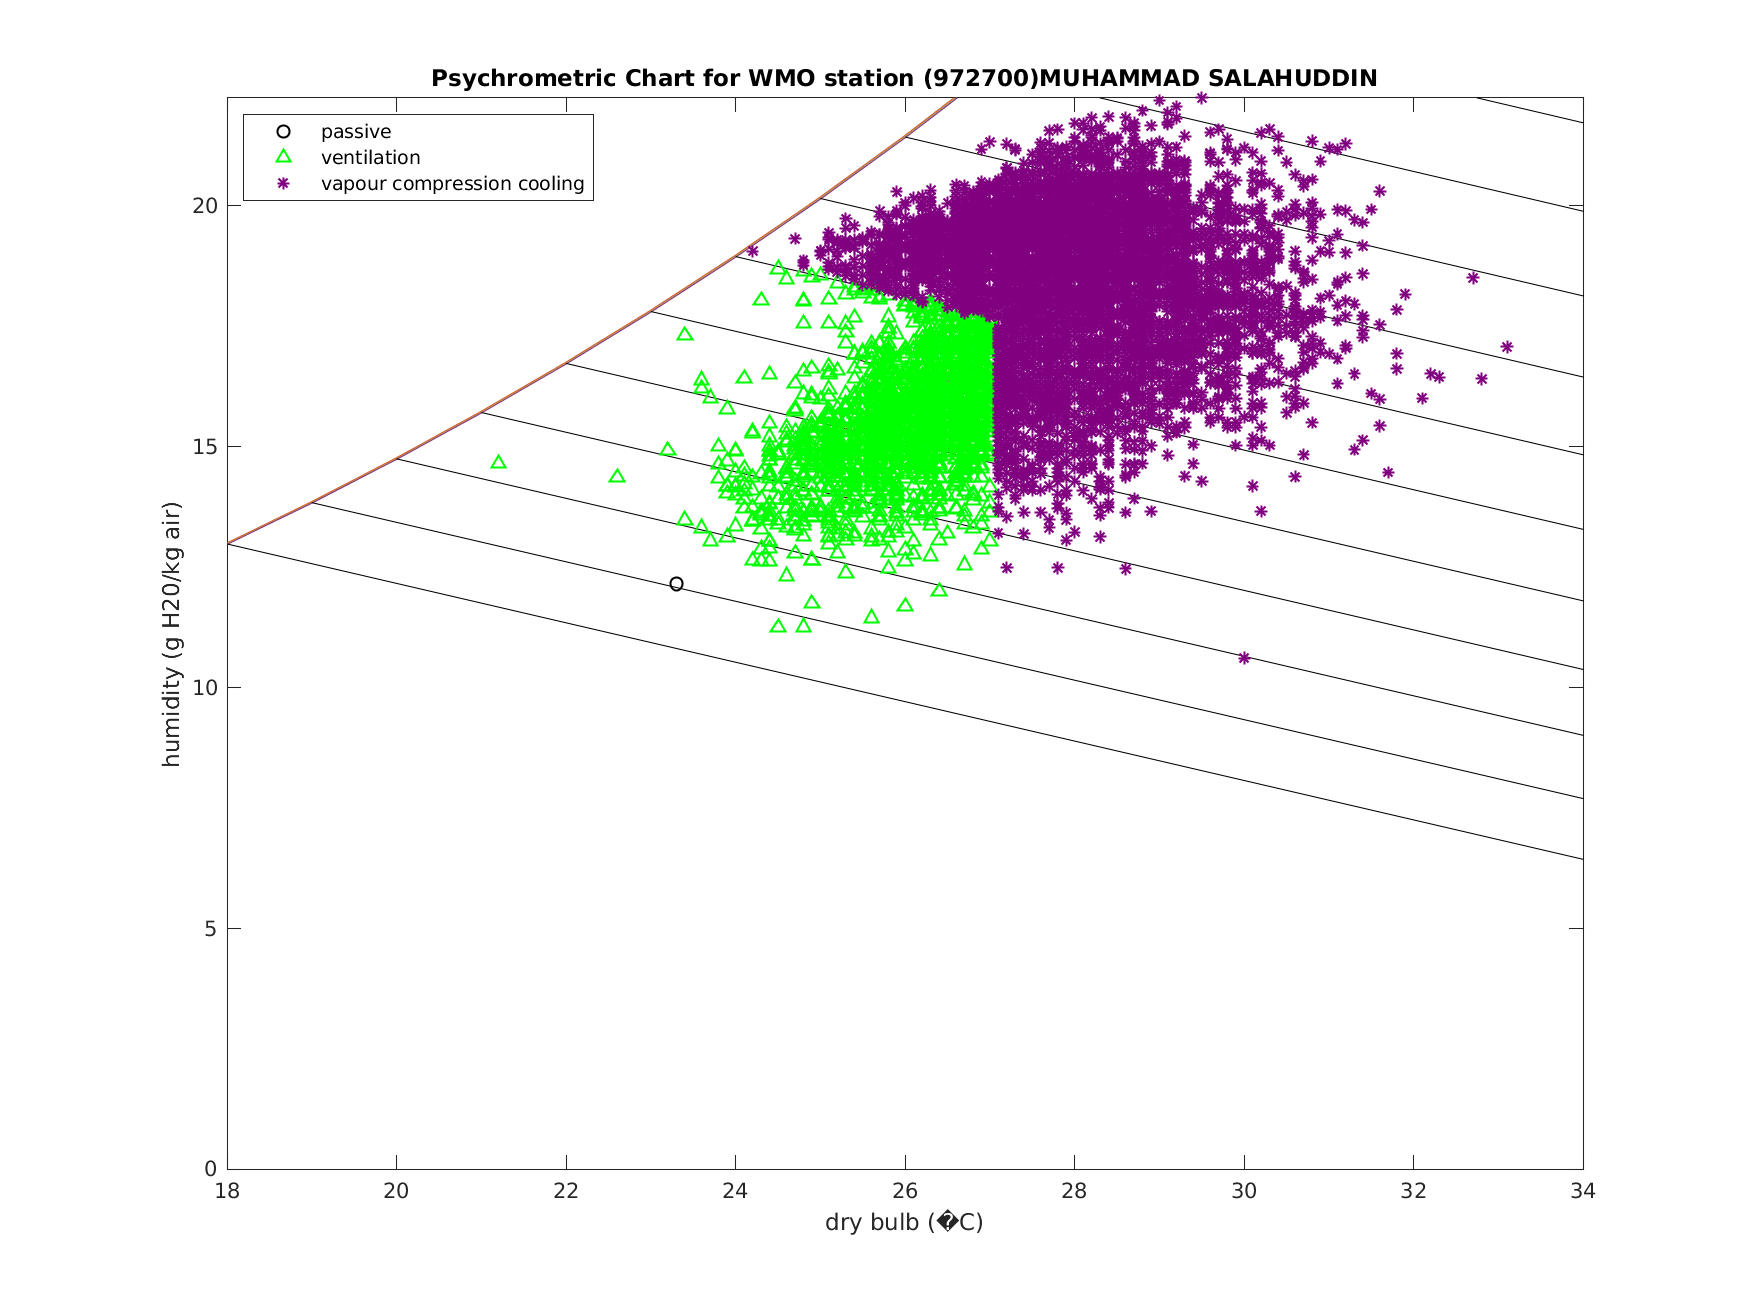 Psychrometric Chart for WMO station (972700)MUHAMMAD SALAHUDDIN
passive
ventilation
vapour compression cooling
humidity (g H20/kg air)
20
15
10
5
0
18 20 22 24 26 28 30 32 34
dry bulb (�C)